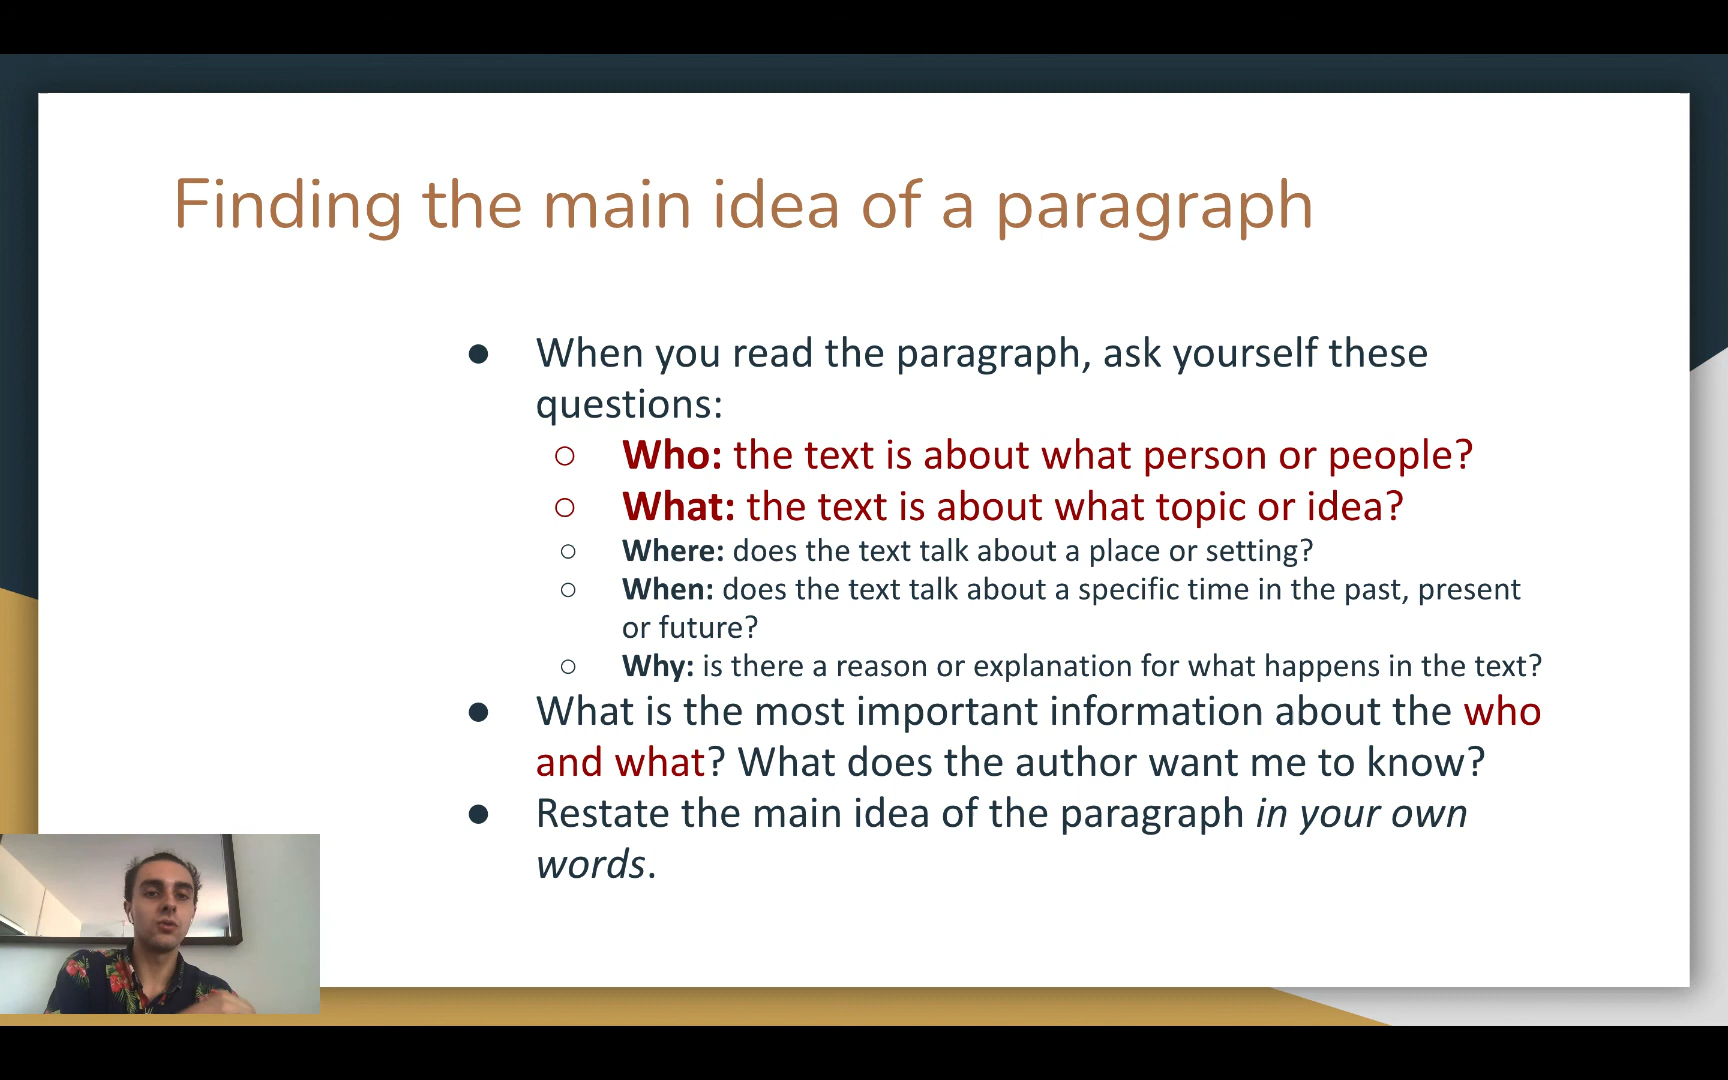 Finding the main idea of a paragraph
● When you read the paragraph, ask yourself these
questions:
○ Who: the text is about what person or people?
○ What: the text is about what topic or idea?
○ Where: does the text talk about a place or setting?
○ When: does the text talk about a specific time in the past, present
or future?
○ Why: is there a reason or explanation for what happens in the text?
● What is the most important information about the who
and what? What does the author want me to know?
● Restate the main idea of the paragraph in your own
words.